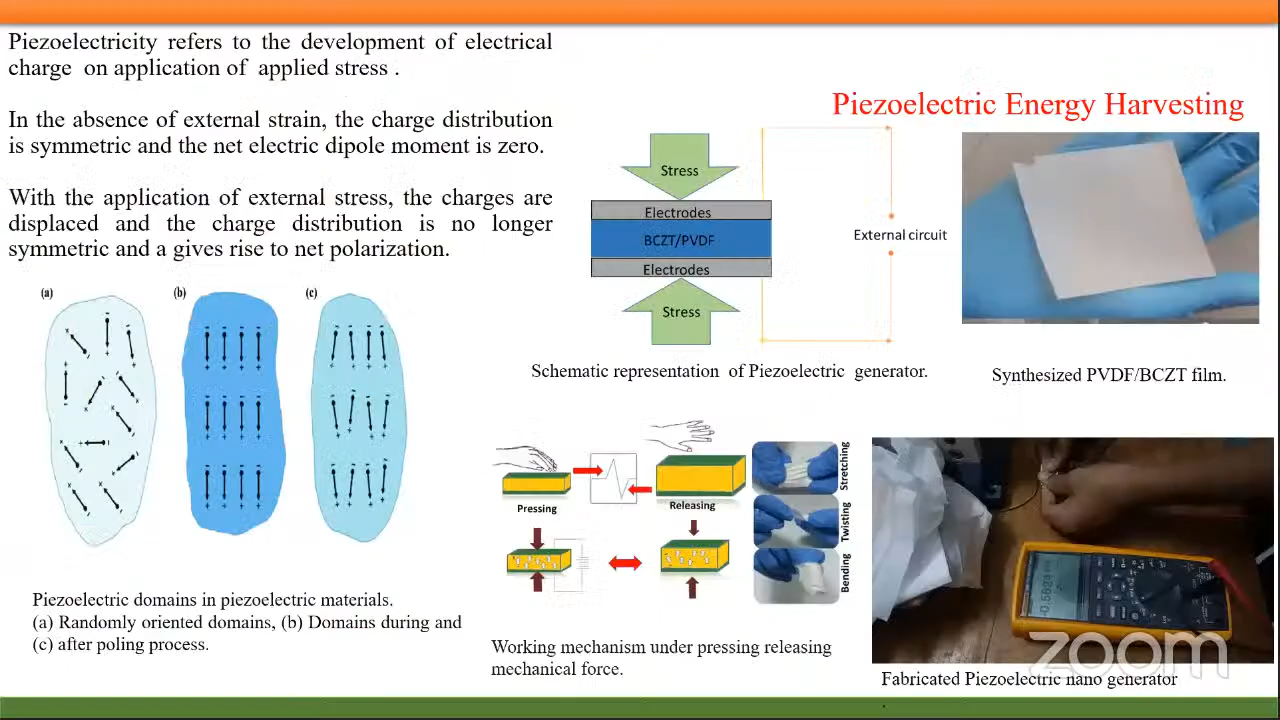 Piezoelectricity refers to the development of electrical
charge on application of applied stress .
In the absence of external strain, the charge distribution
is symmetric and the net electric dipole moment is zero.
With the application of external stress, the charges are
displaced and the charge distribution is no longer
symmetric and a gives rise to net polarization.
Piezoelectric Energy Harvesting
Stress
Electrodes
BCZT/PVDF
Electrodes
Stress
External circuit
Schematic representation of Piezoelectric generator.
Synthesized PVDF/BCZT film.
(a)
(b)
(c)
Piezoelectric domains in piezoelectric materials.
(a) Randomly oriented domains, (b) Domains during and
(c) after poling process.
Pressing
Releasing
Stretching
Twisting
Bending
Working mechanism under pressing releasing
mechanical force.
zoom
Fabricated Piezoelectric nano generator
.